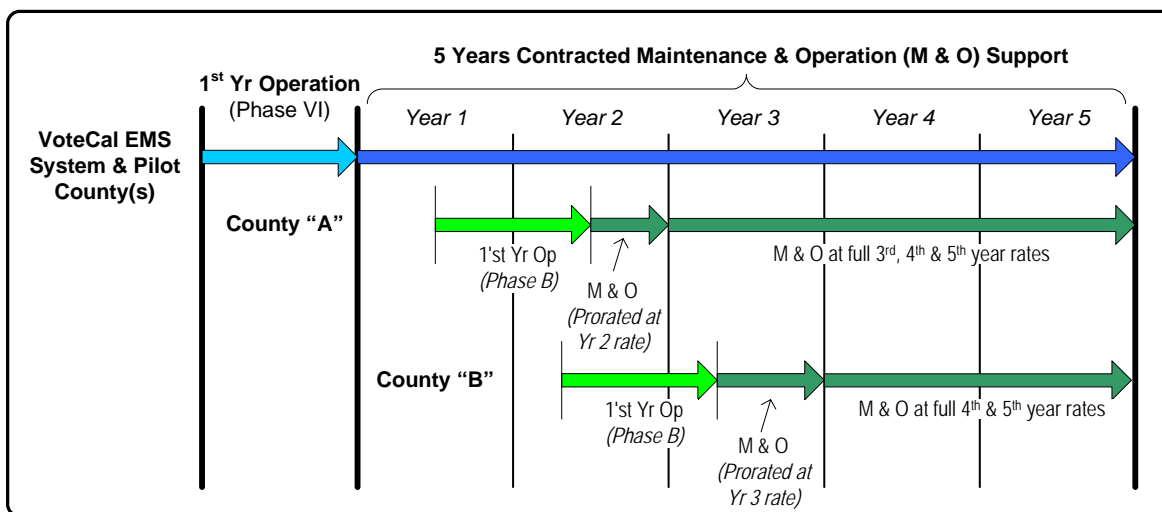 5 Years Contracted Maintenance & Operation (M & O) Support
1st Yr Operation
(Phase VI)
Year 1
Year 2
Year 3
Year 4
Year 5
VoteCal EMS
System & Pilot
County(s)
County “A”
1'st Yr Op
(Phase B)
M & O
(Prorated at
Yr 2 rate)
M & O at full 3rd, 4th & 5th year rates
County “B”
1'st Yr Op
(Phase B)
M & O
(Prorated at
Yr 3 rate)
M & O at full 4th & 5th year rates